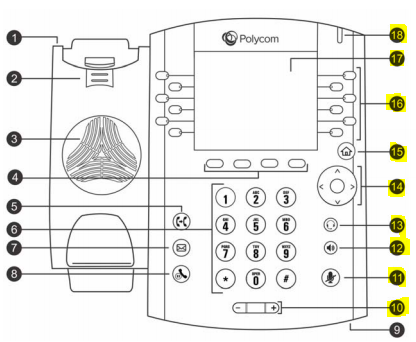 1
18
Polycom
17
2
16
3
15
14
4
5
1
ABC 2
DEF 3
13
6
GHI 4
JKL 5
MNO 6
12
7
PQRS 7
TUV 8
WXYZ 9
8
*
OPER 0
#
11
- +
10
9